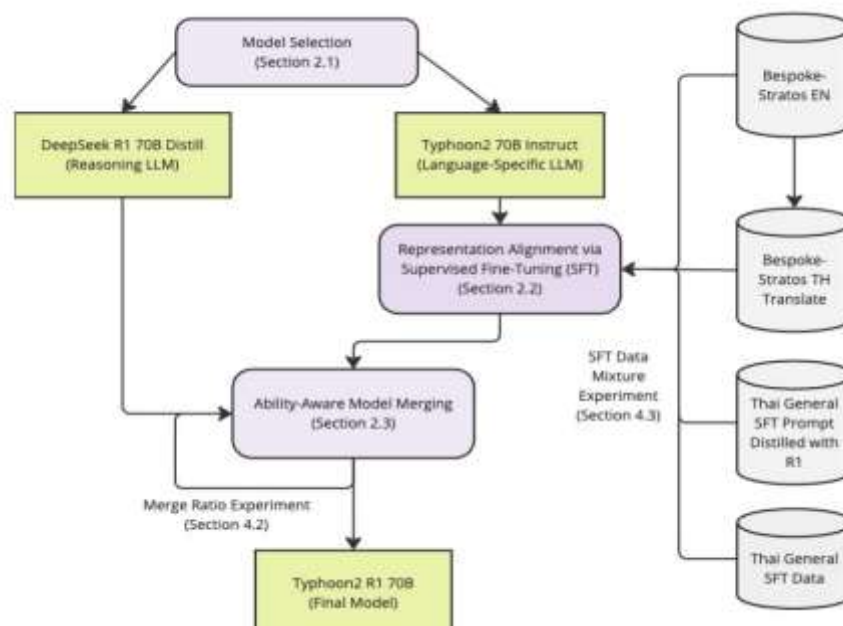 Model Selection
(Section 2.1)
Bespoke-
Stratos EN
DeepSeek R1 70B Distill
(Reasoning LLM)
Typhoon2 70B Instruct
(Language-Specific LLM)
Representation Alignment via
Supervised Fine-Tuning (SFT)
(Section 2.2)
Bespoke-
Stratos TH
Translate
SFT Data
Mixture
Experiment
(Section 4.3)
Ability-Aware Model Merging
(Section 2.3)
Thai General
SFT Prompt
Distilled with
R1
Merge Ratio Experiment
(Section 4.2)
Thai General
SFT Data
Typhoon2 R1 70B
(Final Model)